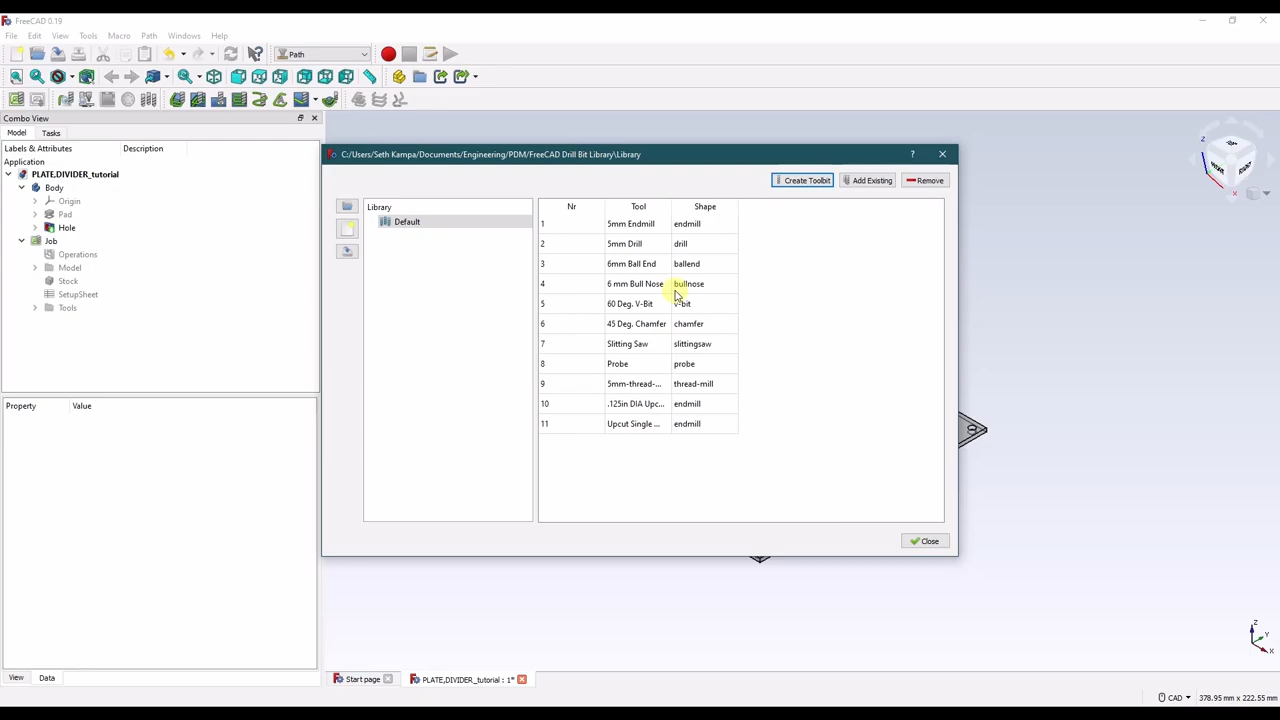 FreeCAD 0.19
File Edit View Tools Macro Path Windows Help
Path
Combo View
Model Tasks
Labels & Attributes Description
Application
PLATE,DIVIDER_tutorial
Body
Origin
Pad
Hole
Job
Operations
Model
Stock
SetupSheet
Tools
Property Value
View Data
C:/Users/Seth Kampa/Documents/Engineering/PDM/FreeCAD Drill Bit Library\Library
Create Toolbit Add Existing Remove
Library
Default
Nr Tool Shape
1 5mm Endmill endmill
2 5mm Drill drill
3 6mm Ball End ballend
4 6 mm Bull Nose bullnose
5 60 Deg. V-Bit v-bit
6 45 Deg. Chamfer chamfer
7 Slitting Saw slittingsaw
8 Probe probe
9 5mm-thread-... thread-mill
10 .125in DIA Upc... endmill
11 Upcut Single ... endmill
Close
Z
X
Z
Y
X
Start page PLATE,DIVIDER_tutorial : 1*
CAD 378.95 mm x 222.55 mm